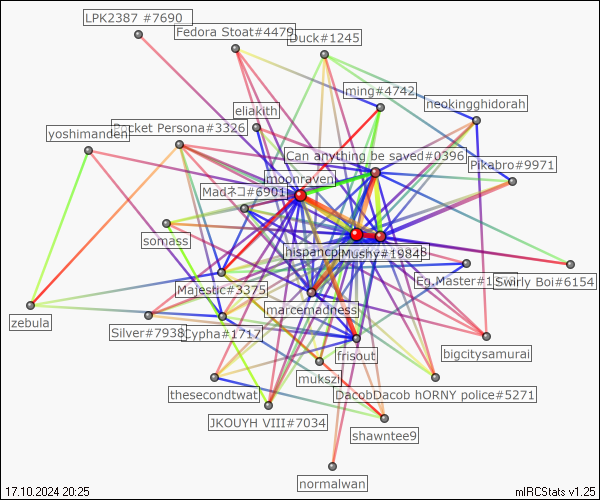 LPK2387 #7690
Fedora Stoat#4479
Duck#1245
ming#4742
neokingghidorah
eliakith
Pocket Persona#3326
yoshimanden
Can anything be saved#0396
Pikabro#9971
moonraven
Madネコ#6901
somass
hispancp
Mushy#1984
8
Majestic#3375
Eg.Master#1
Swirly Boi#6154
marcemadness
zebula
Silver#7938
Cypha#1717
frisout
bigcitysamurai
mukszi
thesecondtwat
DacobDacob hORNY police#5271
JKOUYH VIII#7034
shawntee9
normalwan
17.10.2024 20:25
mIRCStats v1.25